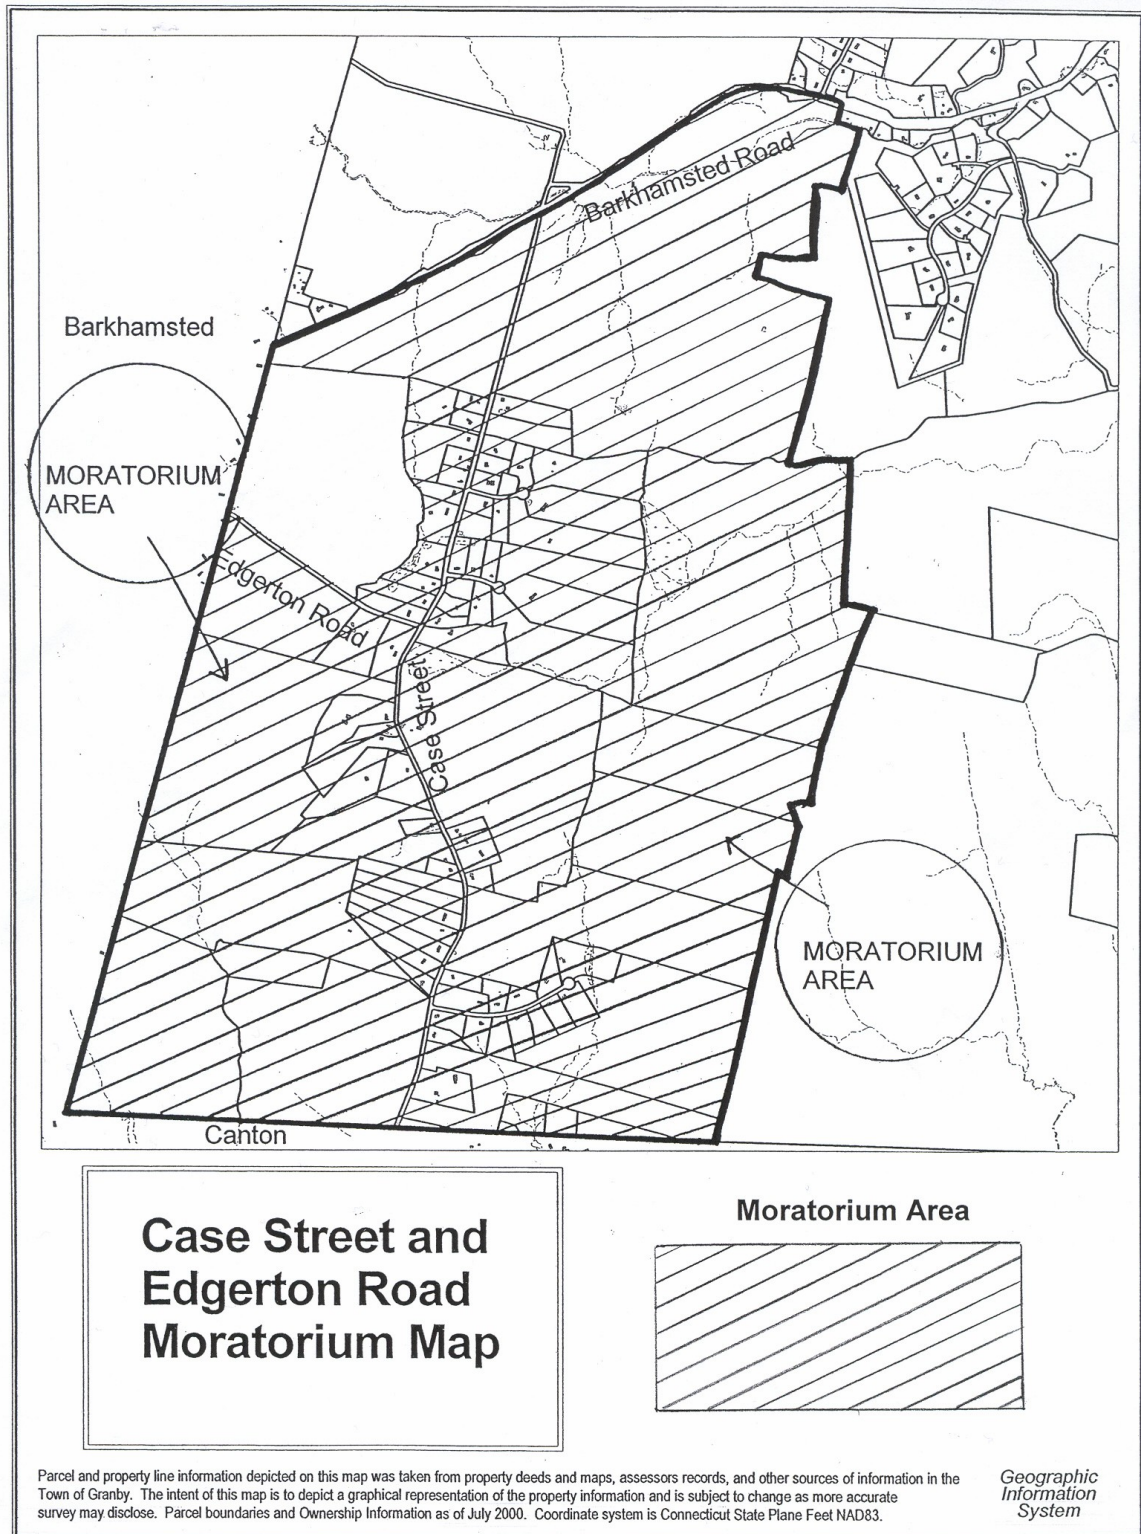 Barkhamsted Road
Barkhamsted
MORATORIUM
AREA
Edgerton Road
Case Street
MORATORIUM
AREA
Canton
Case Street and
Edgerton Road
Moratorium Map
Moratorium Area
Parcel and property line information depicted on this map was taken from property deeds and maps, assessors records, and other sources of information in the
Town of Granby. The intent of this map is to depict a graphical representation of the property information and is subject to change as more accurate
survey may disclose. Parcel boundaries and Ownership Information as of July 2000. Coordinate system is Connecticut State Plane Feet NAD83.
Geographic
Information
System